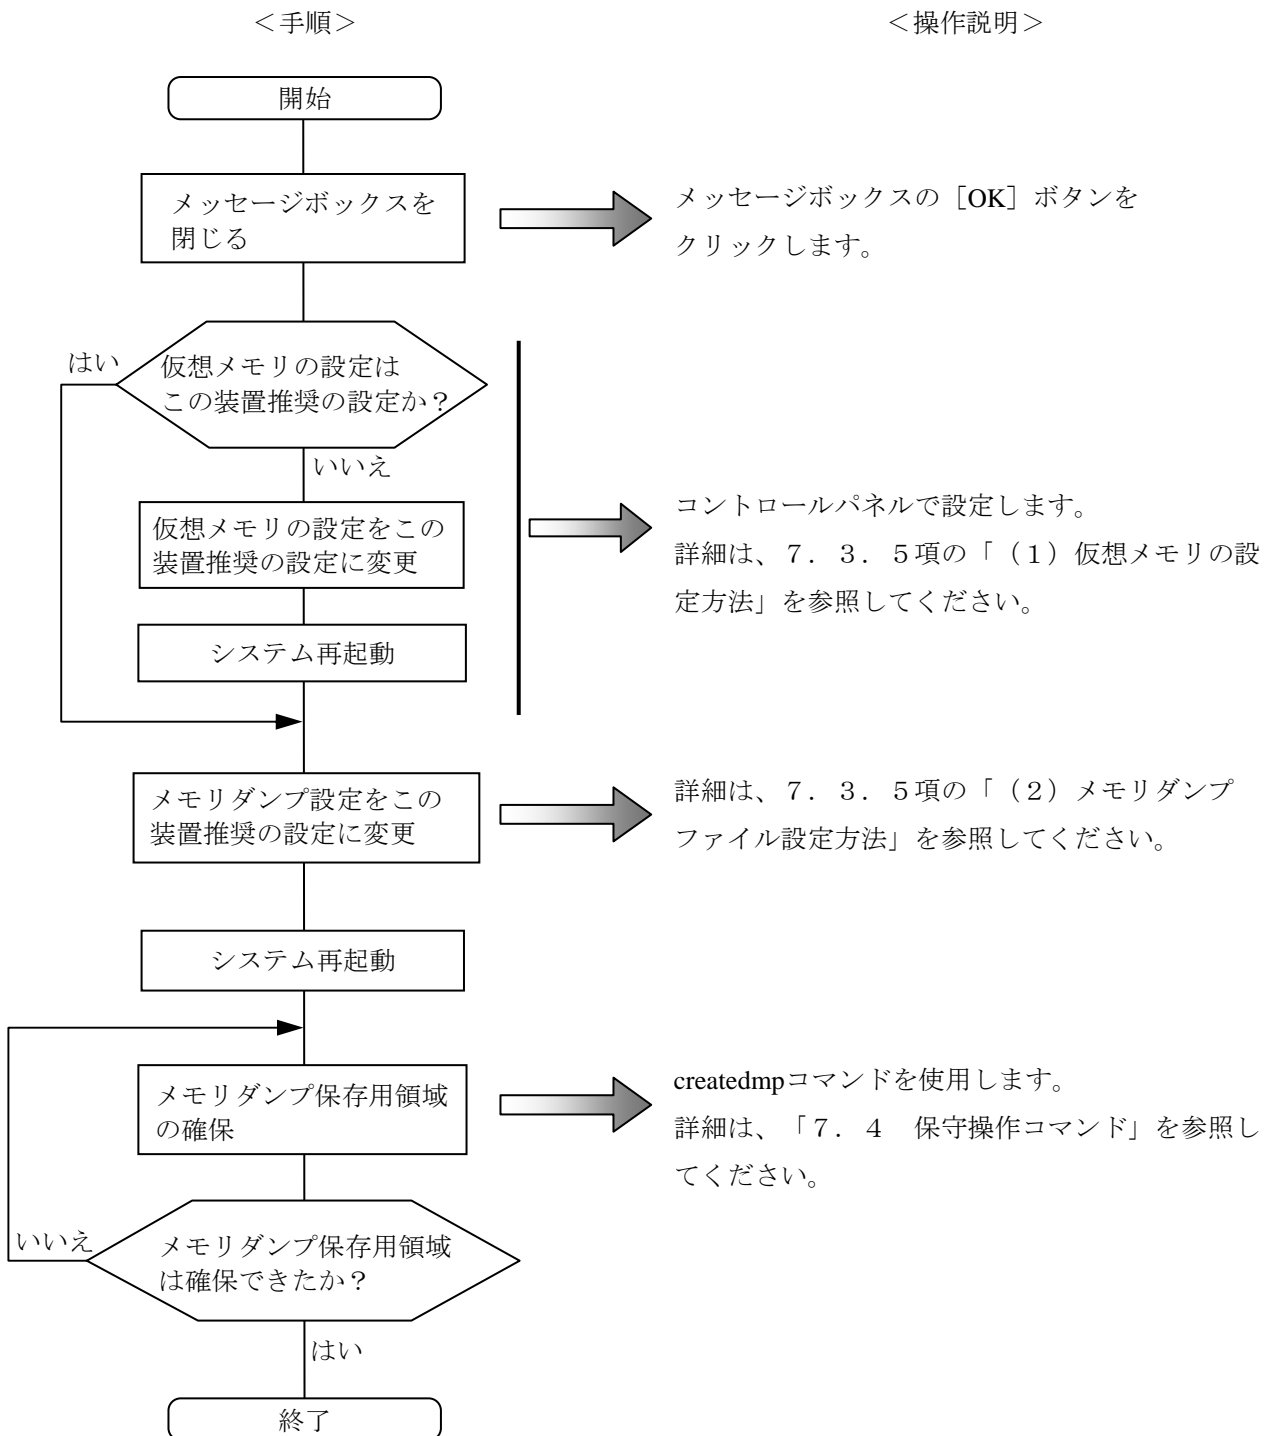 ＜手順＞
＜操作説明＞
開始
メッセージボックスを
閉じる
メッセージボックスの［OK］ボタンを
クリックします。
はい
仮想メモリの設定は
この装置推奨の設定か？
いいえ
仮想メモリの設定をこの
装置推奨の設定に変更
システム再起動
コントロールパネルで設定します。
詳細は、７．３．５項の「（１）仮想メモリの設
定方法」を参照してください。
メモリダンプ設定をこの
装置推奨の設定に変更
詳細は、７．３．５項の「（２）メモリダンプ
ファイル設定方法」を参照してください。
システム再起動
メモリダンプ保存用領域
の確保
createdmpコマンドを使用します。
詳細は、「７．４　保守操作コマンド」を参照し
てください。
いいえ
メモリダンプ保存用領域
は確保できたか？
はい
終了